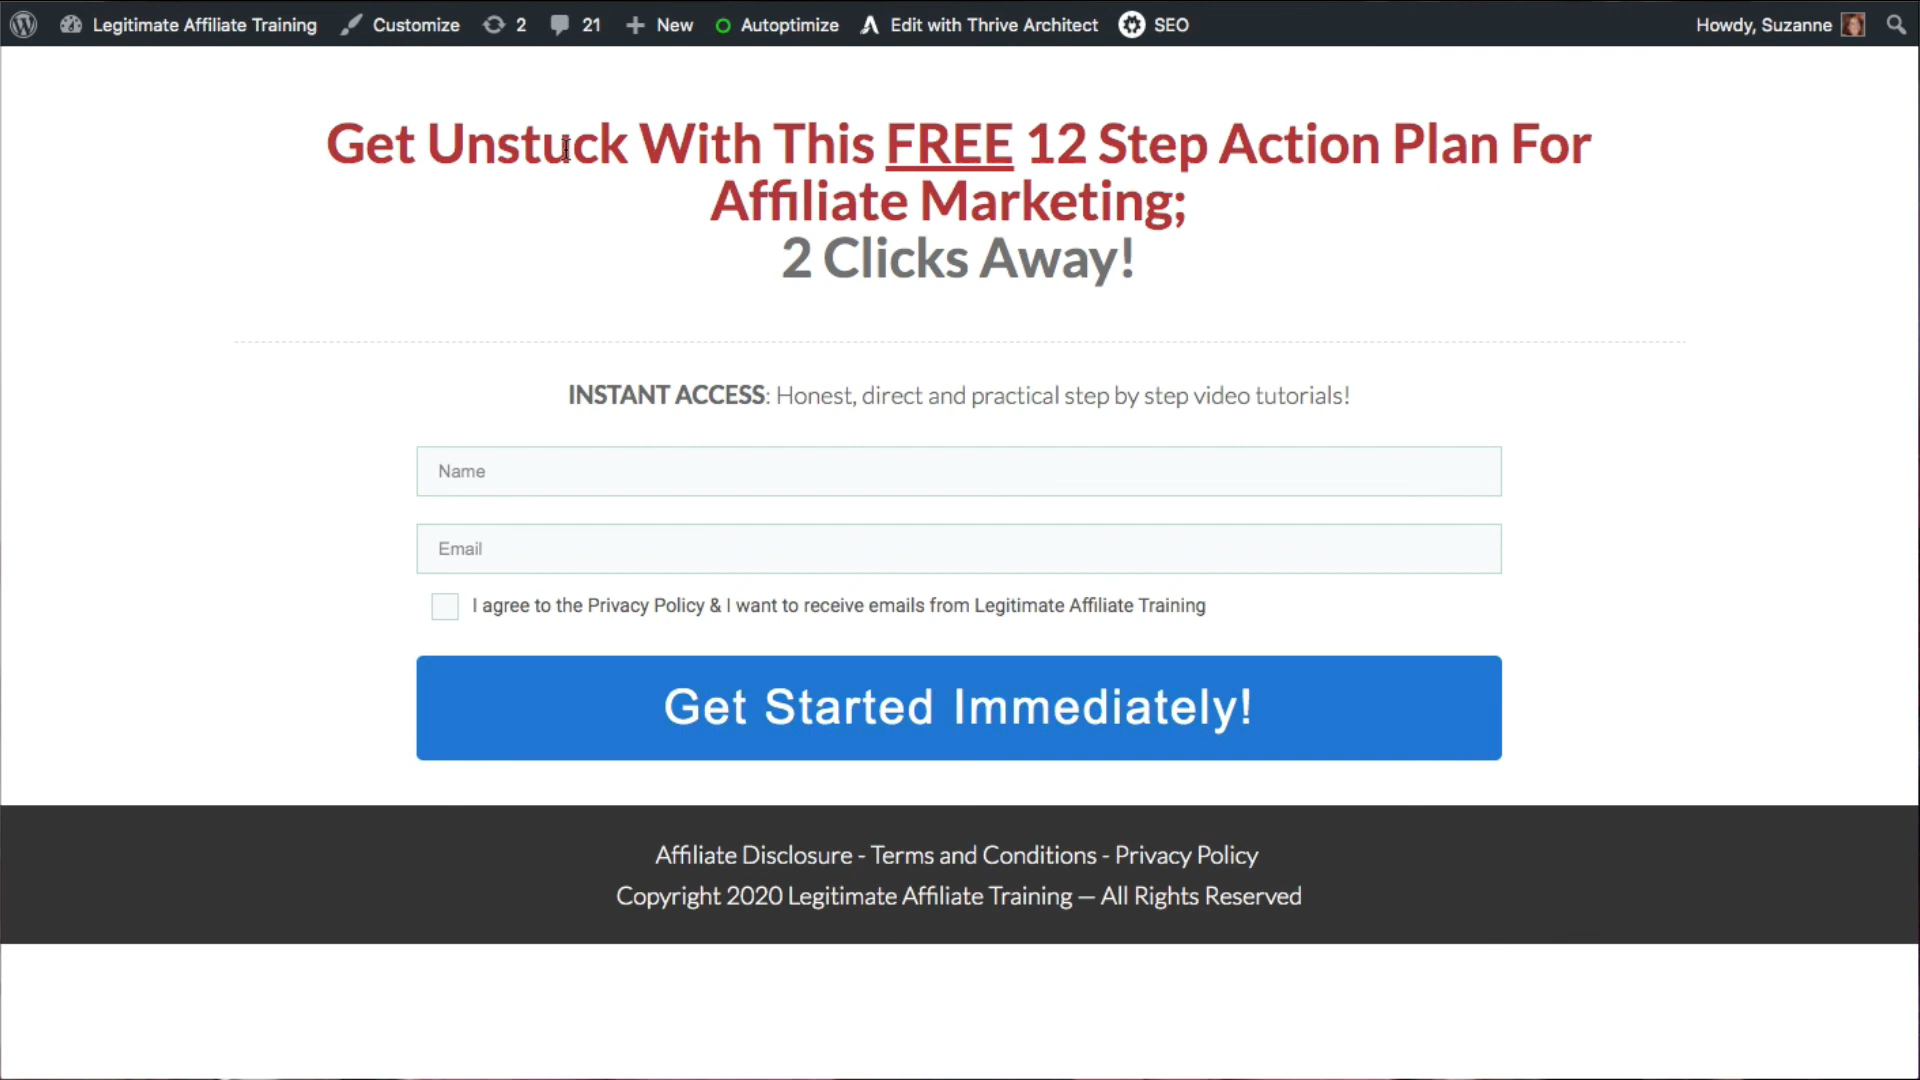 Legitimate Affiliate Training Customize 2 21 New Autoptimize Edit with Thrive Architect SEO Howdy, Suzanne
Get Unstuck With This FREE 12 Step Action Plan For
Affiliate Marketing;
2 Clicks Away!
INSTANT ACCESS: Honest, direct and practical step by step video tutorials!
Name
Email
I agree to the Privacy Policy & I want to receive emails from Legitimate Affiliate Training
Get Started Immediately!
Affiliate Disclosure - Terms and Conditions - Privacy Policy
Copyright 2020 Legitimate Affiliate Training — All Rights Reserved